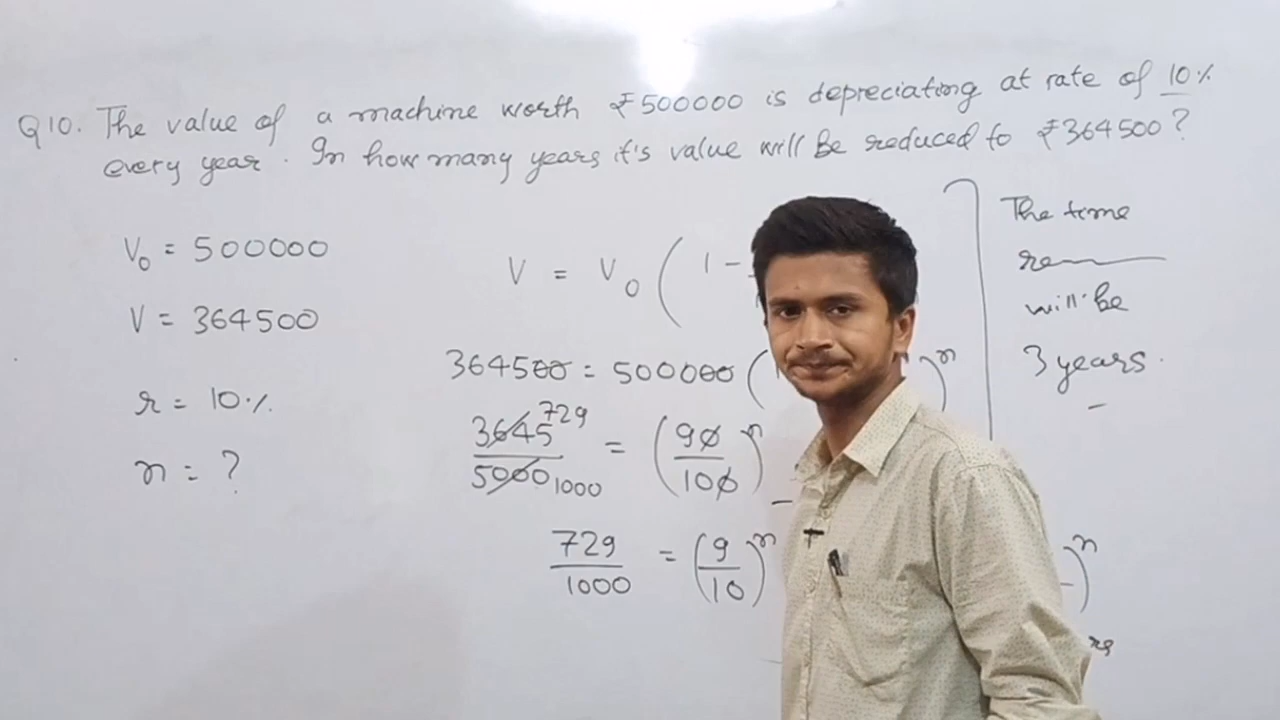 Q10. The value of a machine worth ₹500000 is depreciating at rate of 10%
every year. In how many years it's value will be reduced to ₹364500?
V₀ = 500000
V = 364500
r = 10%
n = ?
V = V₀ ( 1 -
364500 = 500000 ( n ) n
3645 729
5000 1000
= ( 90 / 100 ) n
729 / 1000 = ( 9 / 10 ) n
) n
The time
will be
3 years.